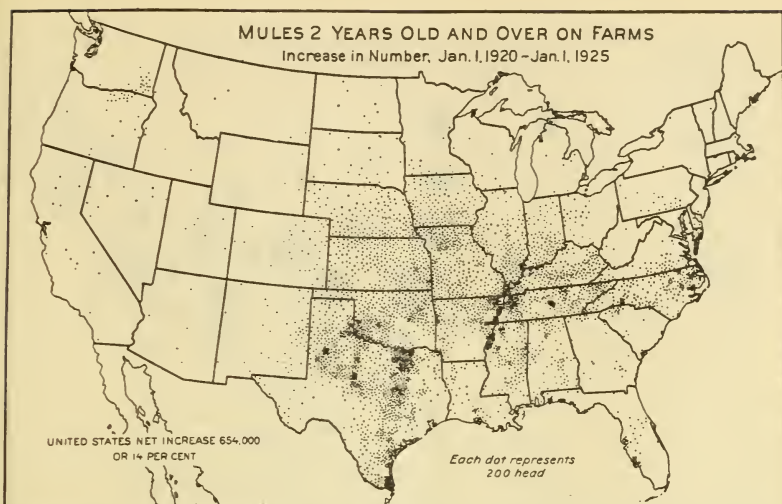 MULES 2 YEARS OLD AND OVER ON FARMS
Increase in Number, Jan. 1, 1920 – Jan. 1, 1925
UNITED STATES NET INCREASE 654,000
OR 14 PER CENT
Each dot represents
200 head